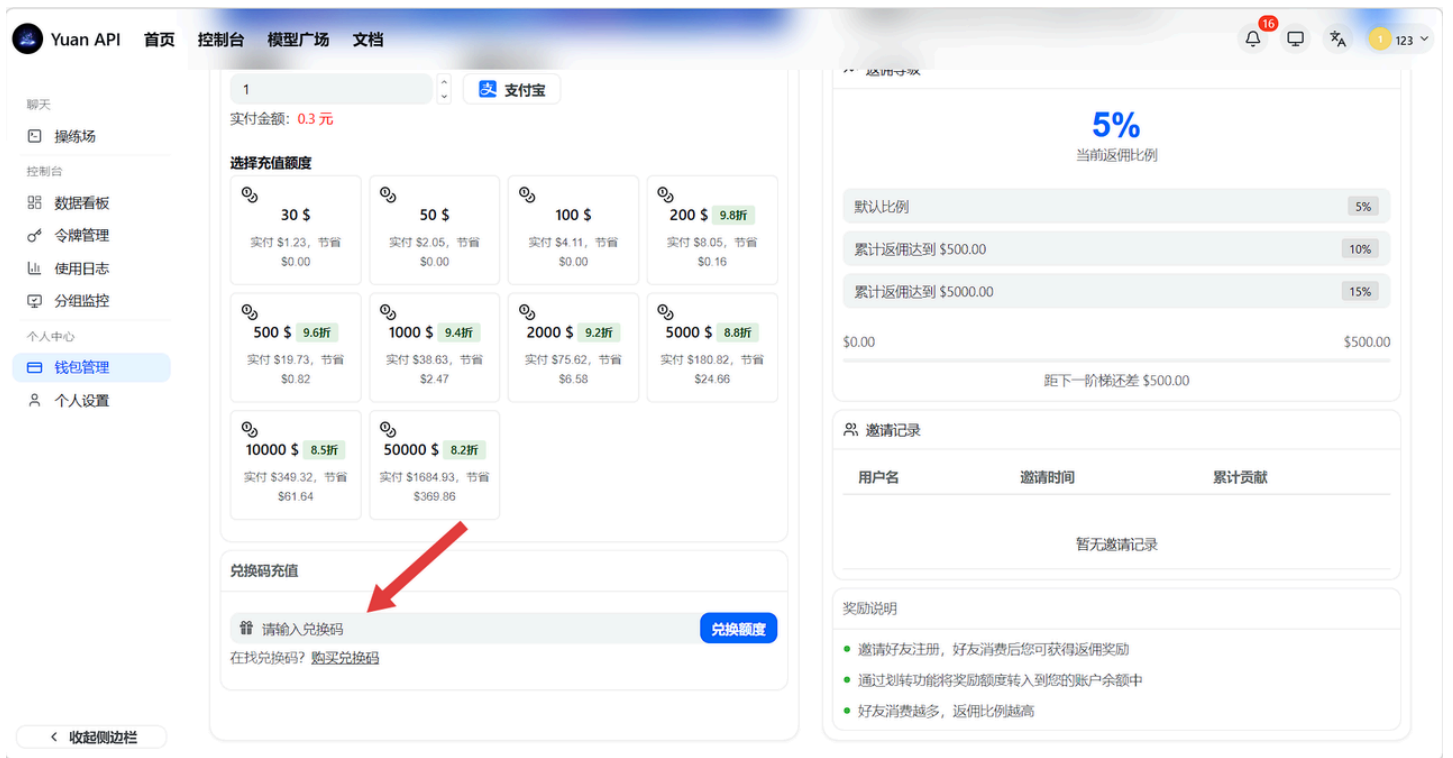 Yuan API 首页 控制台 模型广场 文档
16
123
聊天
操练场
控制台
数据看板
令牌管理
使用日志
分组监控
个人中心
钱包管理
个人设置
收起侧边栏
1 支付宝
实付金额：0.3 元
选择充值额度
30 $
实付 $1.23，节省
$0.00
50 $
实付 $2.05，节省
$0.00
100 $
实付 $4.11，节省
$0.00
200 $ 9.8折
实付 $8.05，节省
$0.16
500 $ 9.6折
实付 $19.73，节省
$0.82
1000 $ 9.4折
实付 $38.63，节省
$2.47
2000 $ 9.2折
实付 $75.62，节省
$6.58
5000 $ 8.8折
实付 $180.82，节省
$24.66
10000 $ 8.5折
实付 $349.32，节省
$61.64
50000 $ 8.2折
实付 $1684.93，节省
$369.86
兑换码充值
请输入兑换码 兑换额度
在找兑换码？购买兑换码
返佣等级
5%
当前返佣比例
默认比例 5%
累计返佣达到 $500.00 10%
累计返佣达到 $5000.00 15%
$0.00 $500.00
距下一阶梯还差 $500.00
邀请记录
用户名 邀请时间 累计贡献
暂无邀请记录
奖励说明
邀请好友注册，好友消费后您可获得返佣奖励
通过划转功能将奖励额度转入到您的账户余额中
好友消费越多，返佣比例越高